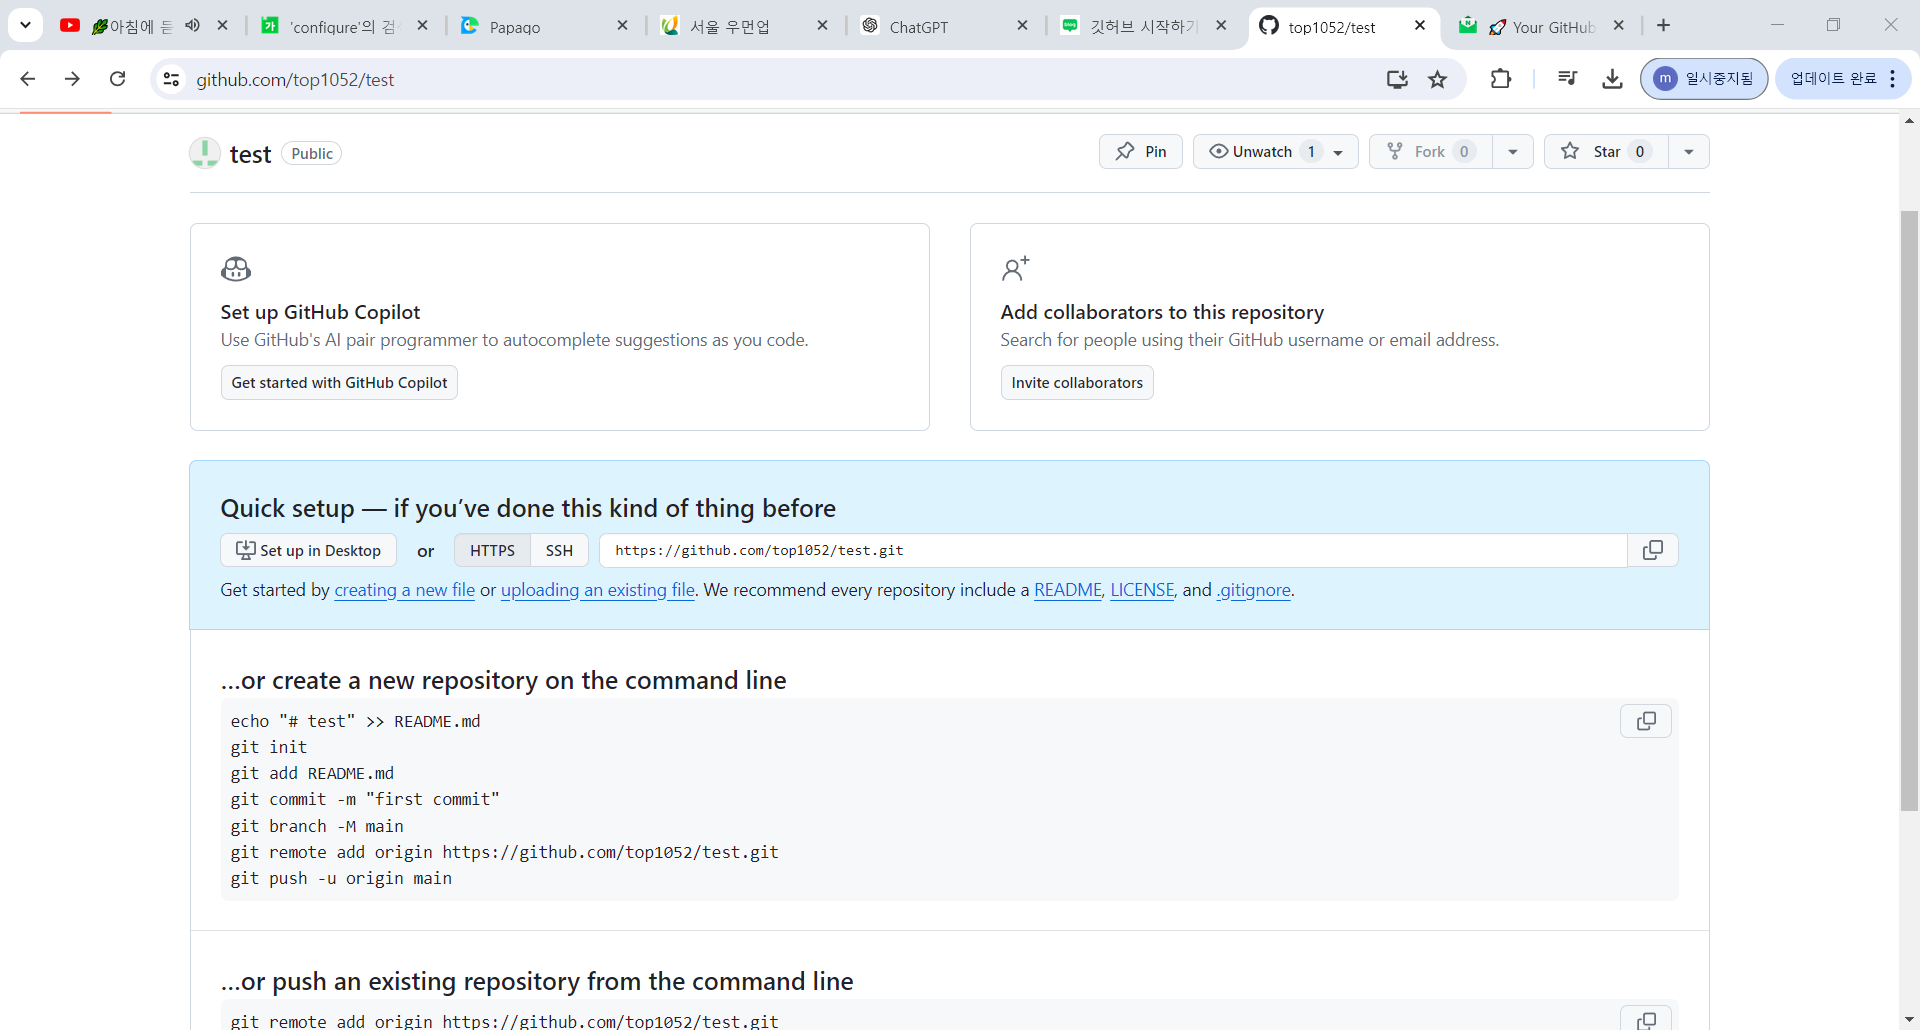 🥬아침에 듣
'configure'의 검
Papago
서울 우먼업
ChatGPT
깃허브 시작하기
top1052/test
🚀 Your GitHub
github.com/top1052/test
m 일시중지됨
업데이트 완료
test Public
Pin
Unwatch 1
Fork 0
Star 0
Set up GitHub Copilot
Use GitHub's AI pair programmer to autocomplete suggestions as you code.
Get started with GitHub Copilot
Add collaborators to this repository
Search for people using their GitHub username or email address.
Invite collaborators
Quick setup — if you’ve done this kind of thing before
Set up in Desktop or HTTPS SSH https://github.com/top1052/test.git
Get started by creating a new file or uploading an existing file. We recommend every repository include a README, LICENSE, and .gitignore.
…or create a new repository on the command line
echo "# test" >> README.md
git init
git add README.md
git commit -m "first commit"
git branch -M main
git remote add origin https://github.com/top1052/test.git
git push -u origin main
…or push an existing repository from the command line
git remote add origin https://github.com/top1052/test.git